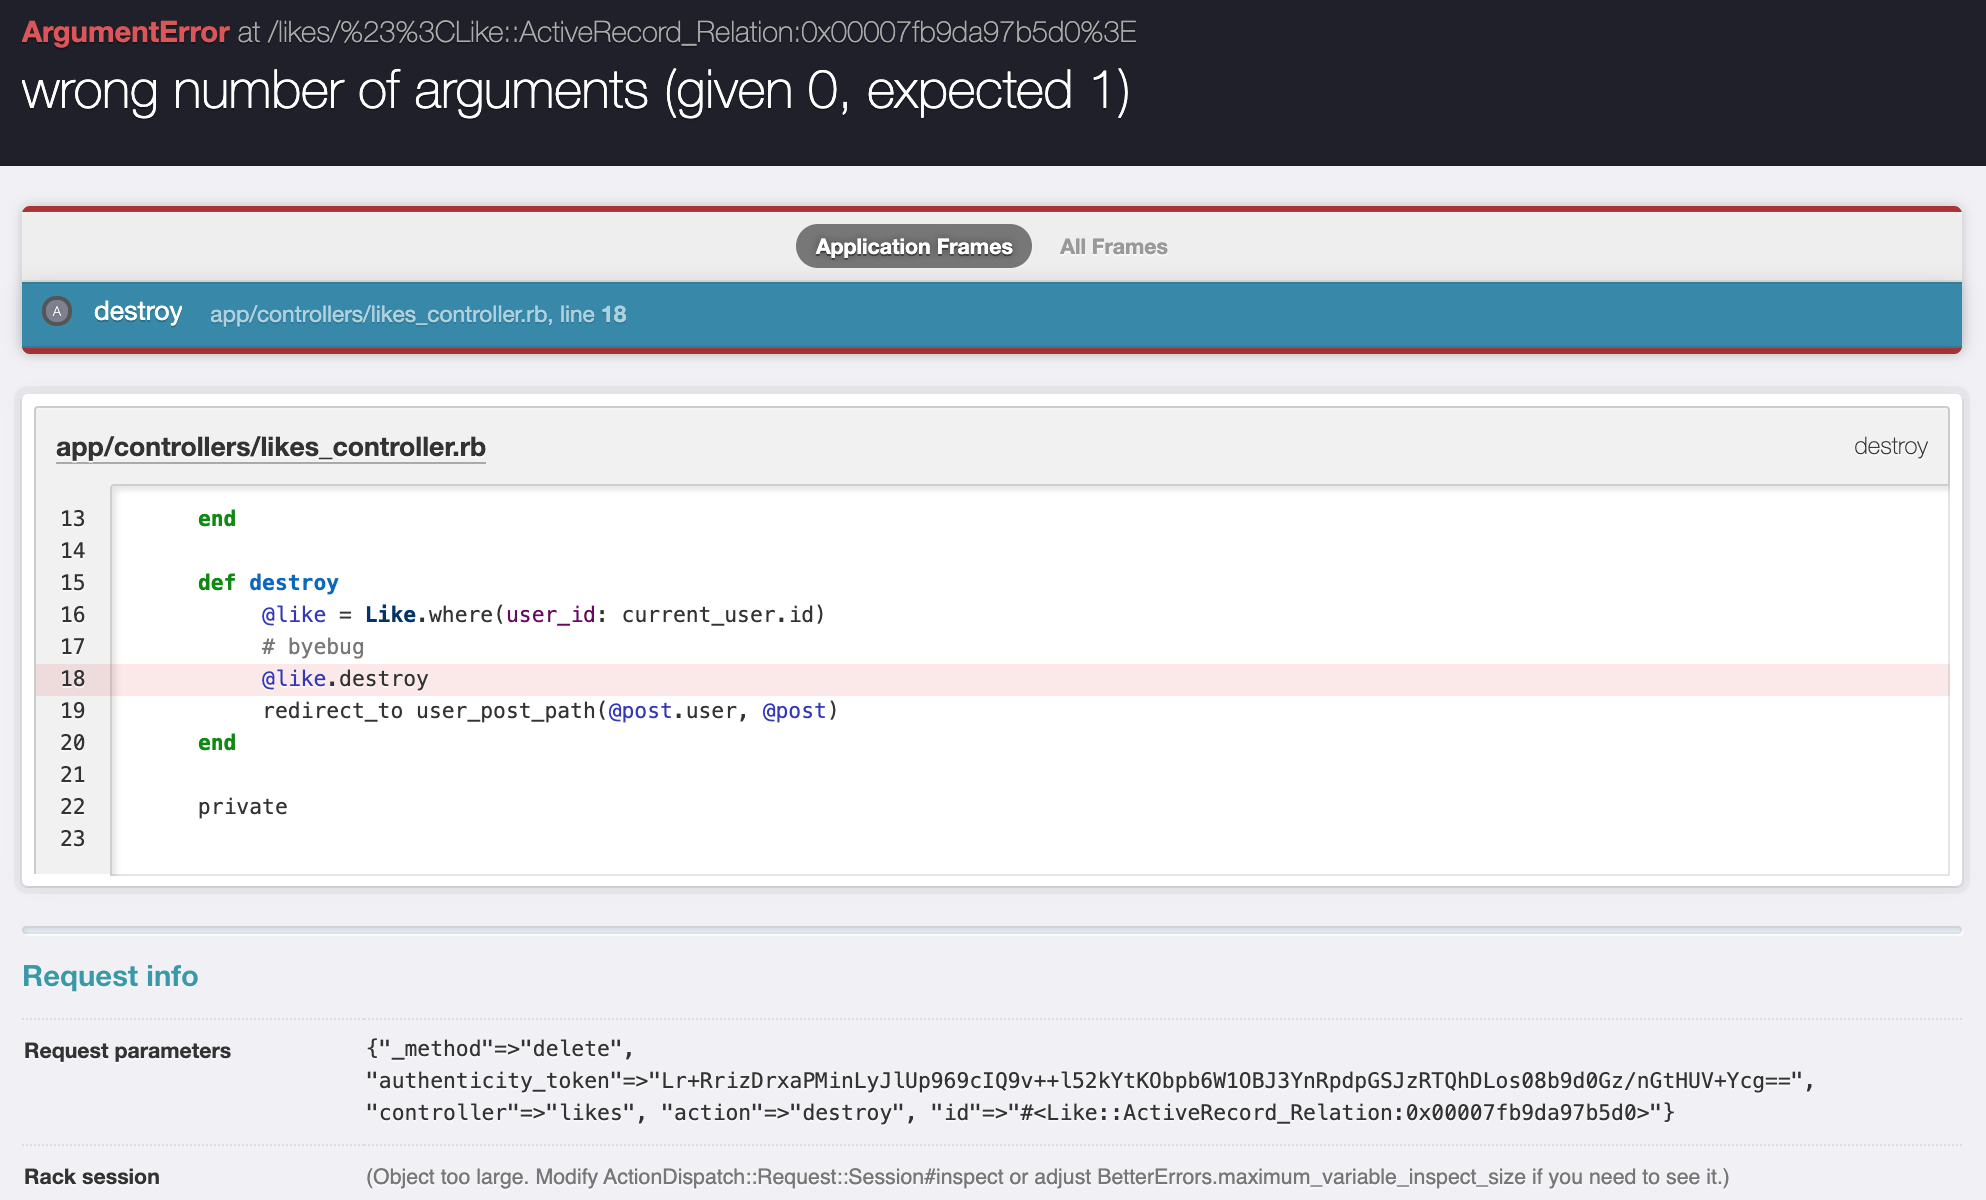 ArgumentError at /likes/%23%3CLike::ActiveRecord_Relation:0x00007fb9da97b5d0%3E
wrong number of arguments (given 0, expected 1)
Application Frames All Frames
A destroy app/controllers/likes_controller.rb, line 18
app/controllers/likes_controller.rb destroy
13 end
14
15 def destroy
16 @like = Like.where(user_id: current_user.id)
17 # byebug
18 @like.destroy
19 redirect_to user_post_path(@post.user, @post)
20 end
21
22 private
23
Request info
Request parameters {"_method"=>"delete",
"authenticity_token"=>"Lr+RrizDrxaPMinLyJlUp969cIQ9v++l52kYtKObpb6W1OBJ3YnRpdpGSJzRTQhDLos08b9d0Gz/nGtHUV+Ycg==",
"controller"=>"likes", "action"=>"destroy", "id"=>"#<Like::ActiveRecord_Relation:0x00007fb9da97b5d0>"}
Rack session (Object too large. Modify ActionDispatch::Request::Session#inspect or adjust BetterErrors.maximum_variable_inspect_size if you need to see it.)